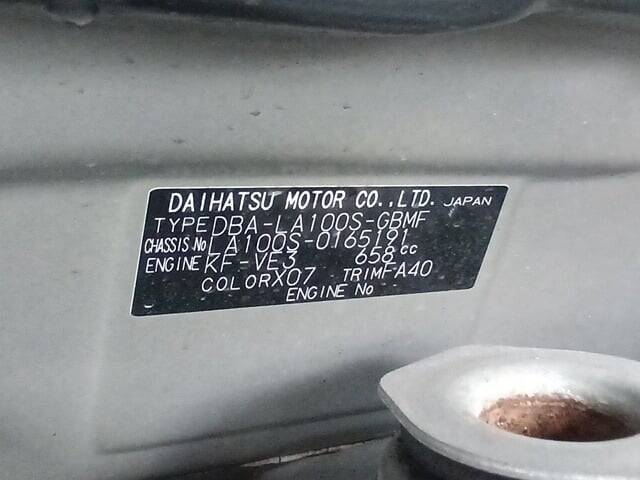 DAIHATSU MOTOR CO.,LTD. JAPAN
TYPE DBA-LA100S-GBMF
CHASSIS No LA100S-0165191
ENGINE KF-VE3 658cc
COLOR X07 TRIM FA40
ENGINE No